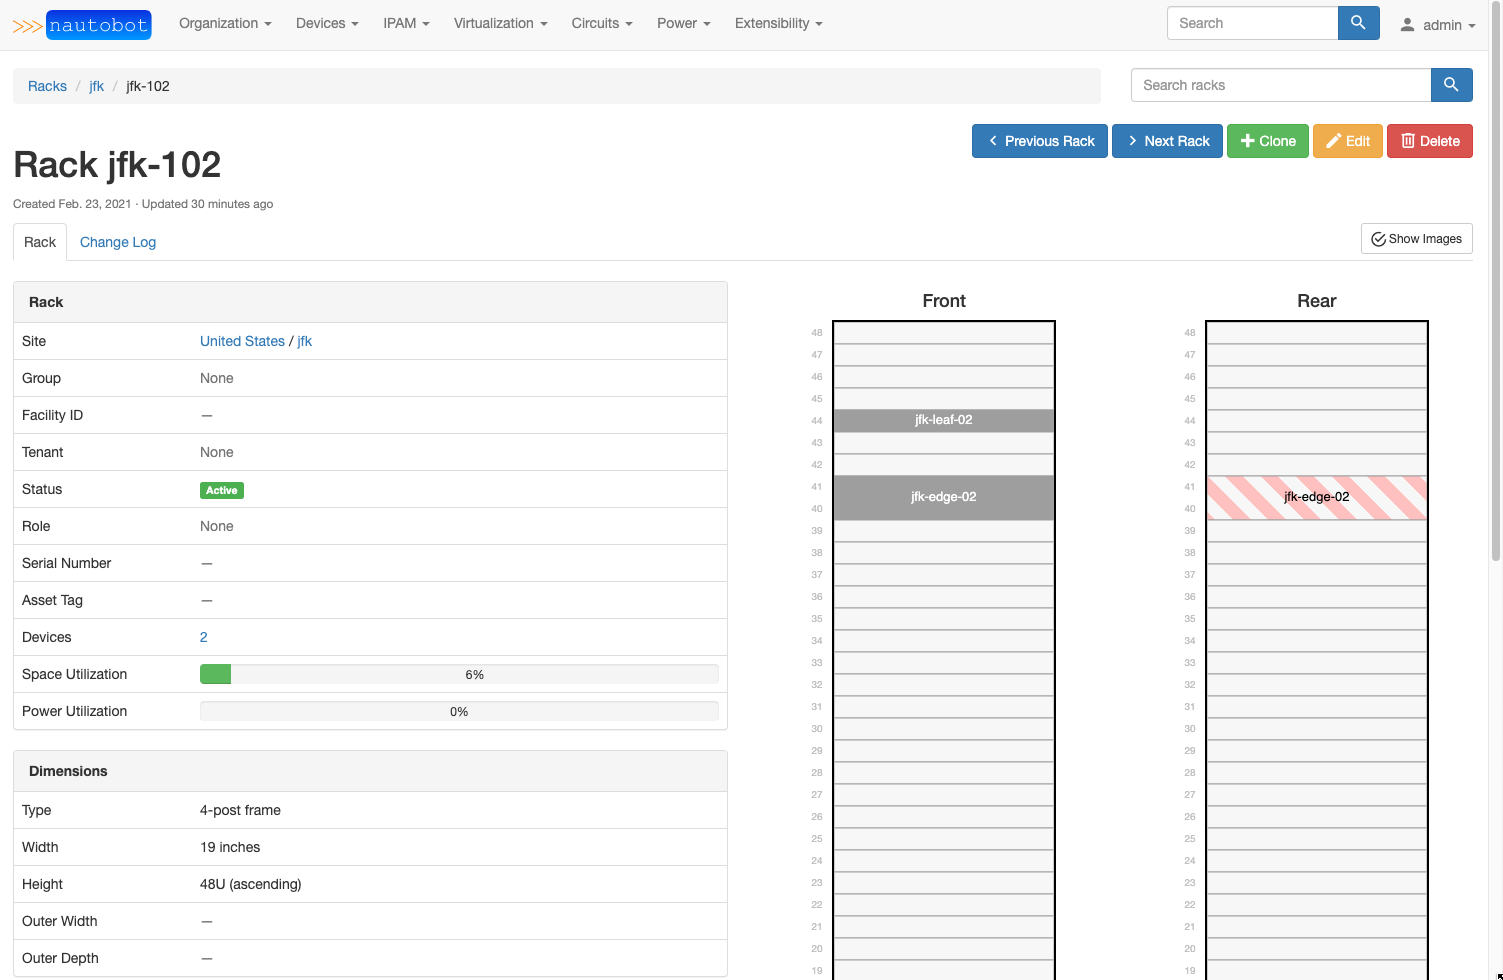 >>> nautobot Organization Devices IPAM Virtualization Circuits Power Extensibility Search admin
Racks / jfk / jfk-102 Search racks
Previous Rack Next Rack Clone Edit Delete
Rack jfk-102
Created Feb. 23, 2021 · Updated 30 minutes ago
Rack Change Log Show Images
Rack
Site United States / jfk
Group None
Facility ID —
Tenant None
Status Active
Role None
Serial Number —
Asset Tag —
Devices 2
Space Utilization 6%
Power Utilization 0%
Dimensions
Type 4-post frame
Width 19 inches
Height 48U (ascending)
Outer Width —
Outer Depth —
Front
48
47
46
45
44 jfk-leaf-02
43
42
41
jfk-edge-02
40
39
38
37
36
35
34
33
32
31
30
29
28
27
26
25
24
23
22
21
20
19
Rear
48
47
46
45
44
43
42
41
jfk-edge-02
40
39
38
37
36
35
34
33
32
31
30
29
28
27
26
25
24
23
22
21
20
19